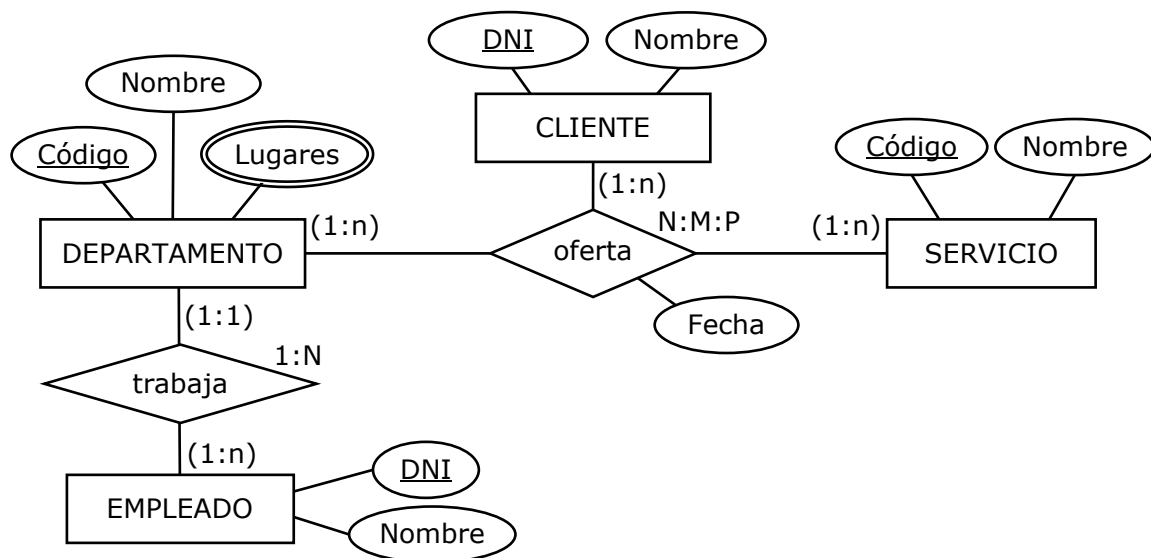 DNI
Nombre
Nombre
CLIENTE
Código
Lugares
Código
Nombre
(1:n)
DEPARTAMENTO
(1:n)
N:M:P
oferta
(1:n)
SERVICIO
(1:1)
Fecha
1:N
trabaja
(1:n)
DNI
EMPLEADO
Nombre